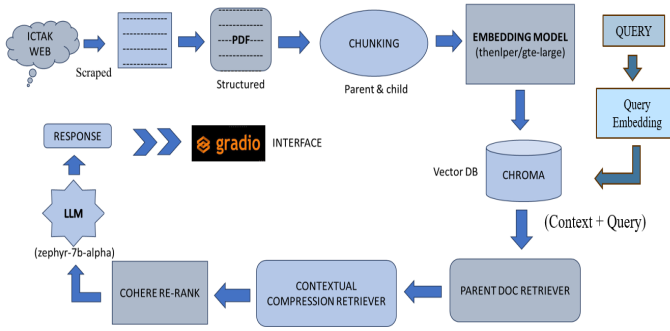 ICTAK
WEB
Scraped
PDF
Structured
CHUNKING
Parent & child
EMBEDDING MODEL
(thenlper/gte-large)
QUERY
Query
Embedding
Vector DB
CHROMA
(Context + Query)
PARENT DOC RETRIEVER
CONTEXTUAL
COMPRESSION RETRIEVER
COHERE RE-RANK
(zephyr-7b-alpha)
LLM
RESPONSE
gradio
INTERFACE